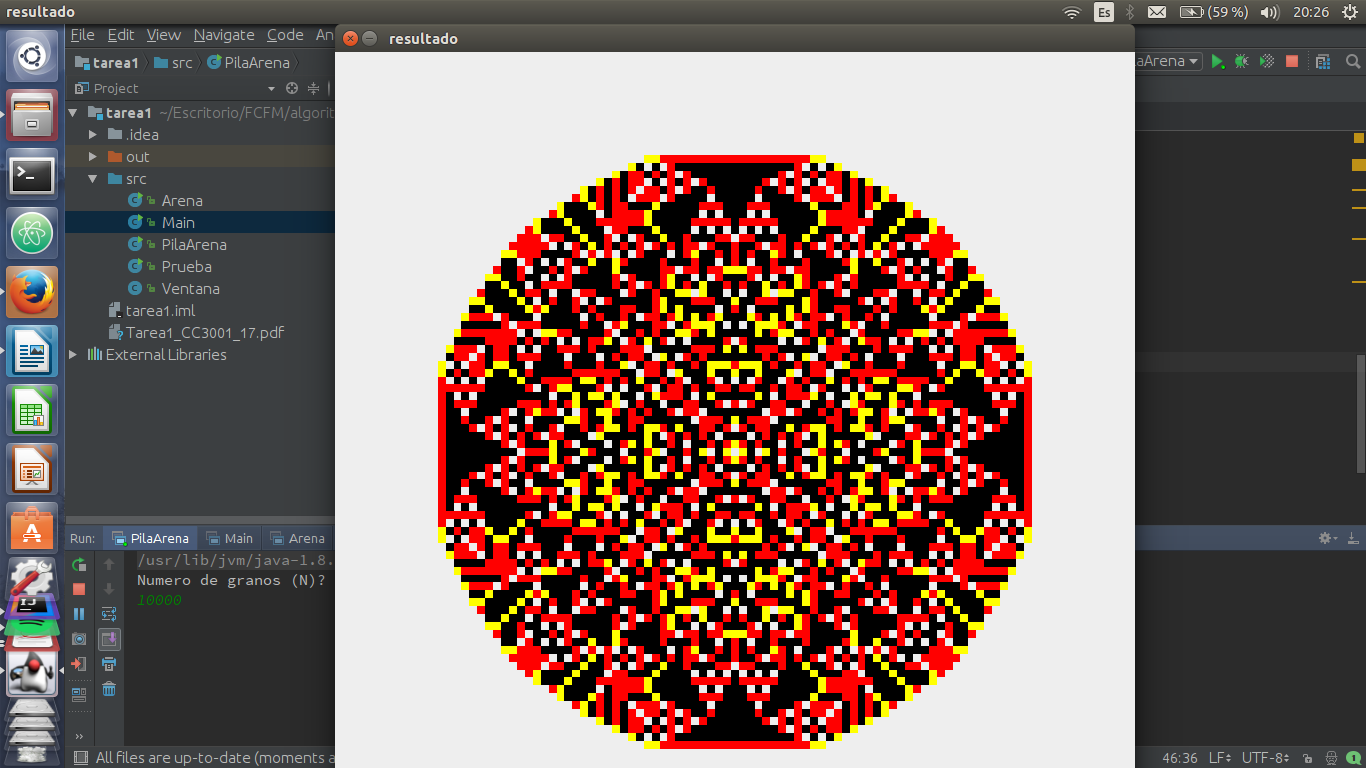 resultado
Es
(59 %)
20:26
File Edit View Navigate Code An
resultado
tarea1 src PilaArena
aArena
Project
tarea1 ~/Escritorio/FCFM/algorit
.idea
out
src
Arena
Main
PilaArena
Prueba
Ventana
tarea1.iml
Tarea1_CC3001_17.pdf
External Libraries
Run: PilaArena Main Arena
/usr/lib/jvm/java-1.8.
Numero de granos (N)?
10000
All files are up-to-date (moments a
46:36 LF UTF-8 1